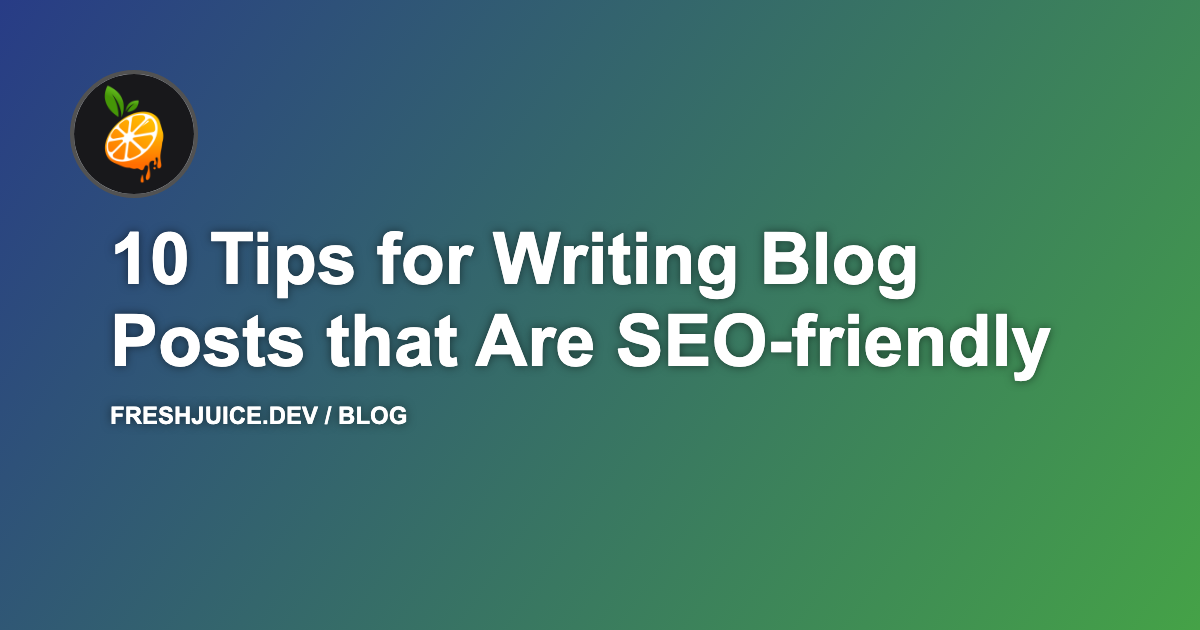 10 Tips for Writing Blog
Posts that Are SEO-friendly
FRESHJUICE.DEV / BLOG